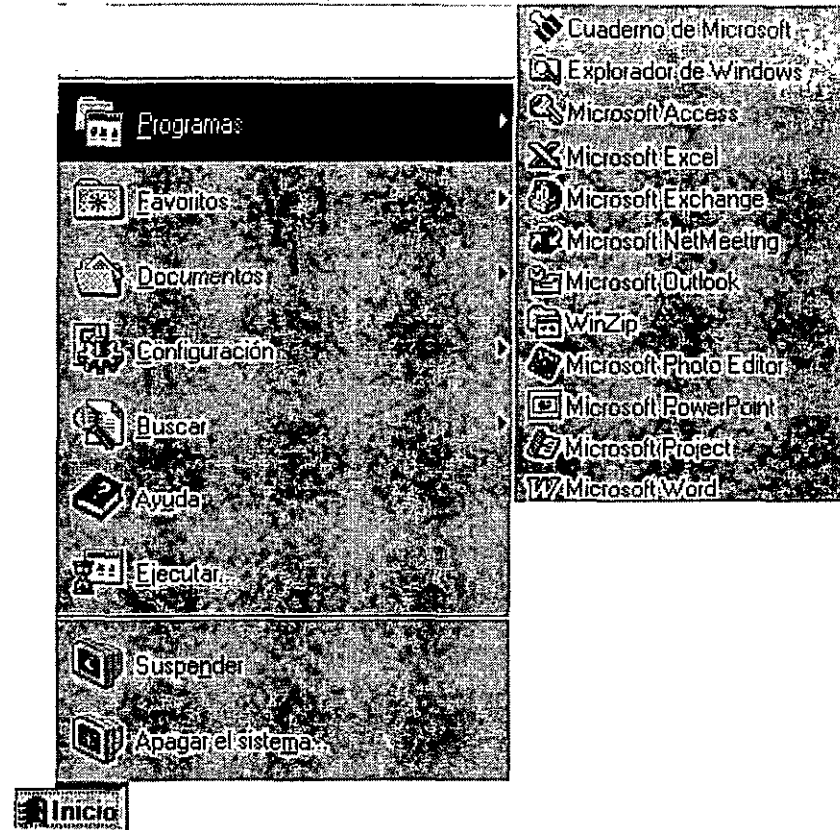 Programas
Favoritos
Documentos
Configuración
Buscar
Ayuda
Ejecutar...
Suspender
Apagar el sistema...
Inicio
Cuaderno de Microsoft
Explorador de Windows
Microsoft Access
Microsoft Excel
Microsoft Exchange
Microsoft NetMeeting
Microsoft Outlook
WinZip
Microsoft Photo Editor
Microsoft PowerPoint
Microsoft Project
Microsoft Word